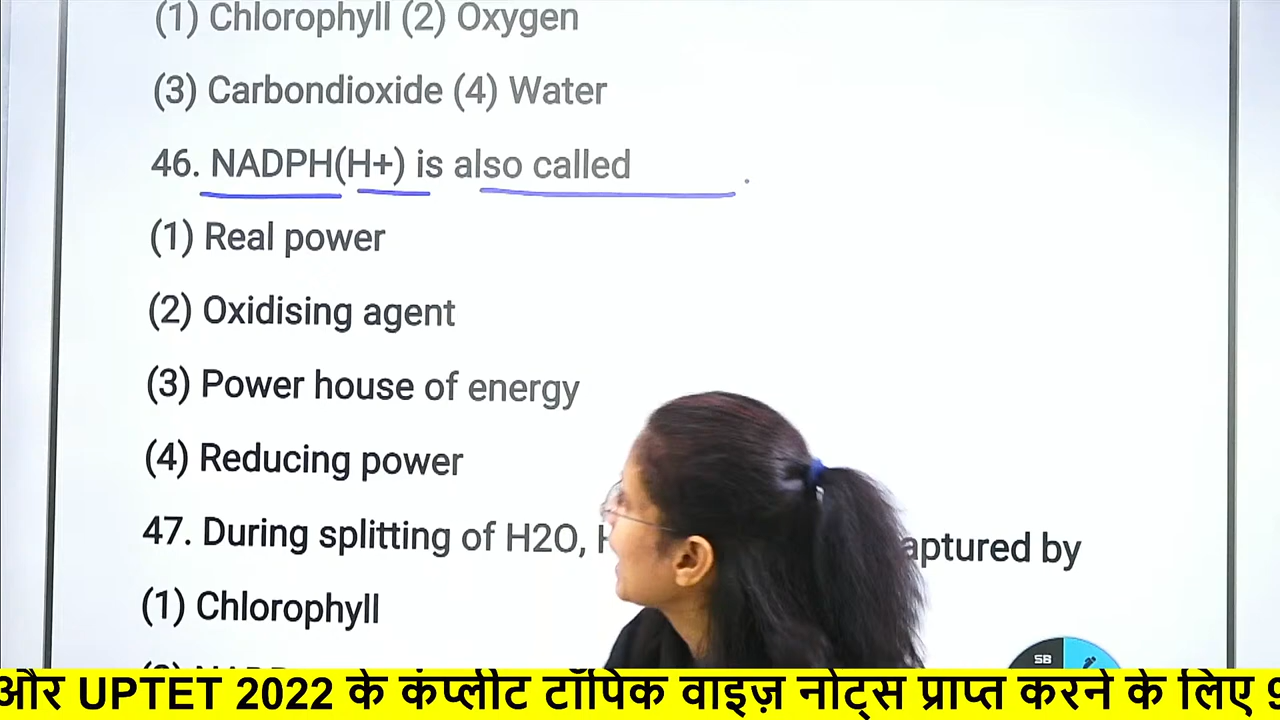 (1) Chlorophyll (2) Oxygen
(3) Carbondioxide (4) Water
46. NADPH(H+) is also called .
(1) Real power
(2) Oxidising agent
(3) Power house of energy
(4) Reducing power
47. During splitting of H2O, by
(1) Chlorophyll
SB
और UPTET 2022 के कंप्लीट टॉपिक वाइज़ नोट्स प्राप्त करने के लिए 9